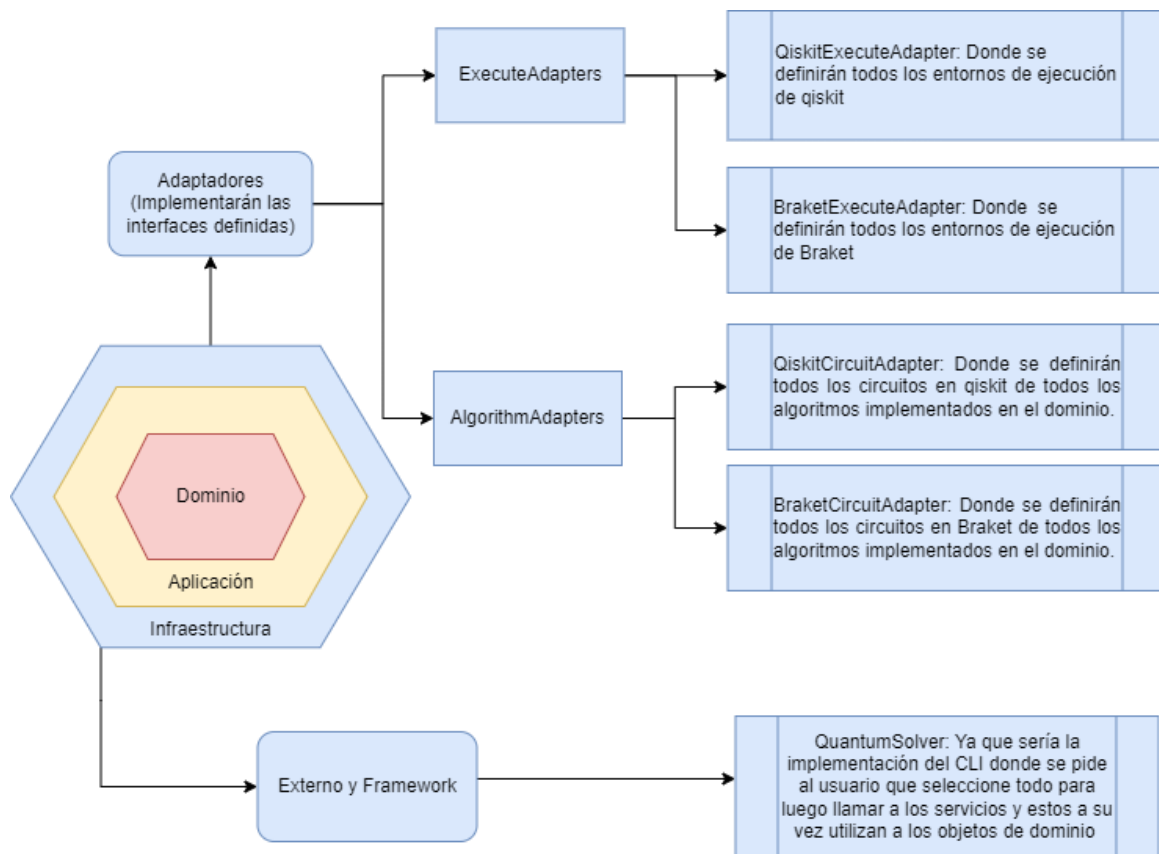 ExecuteAdapters
QiskitExecuteAdapter: Donde se
definirán todos los entornos de ejecución
de qiskit
Adaptadores
(Implementarán las
interfaces definidas)
BraketExecuteAdapter: Donde se
definirán todos los entornos de ejecución
de Braket
AlgorithmAdapters
QiskitCircuitAdapter: Donde se definirán
todos los circuitos en qiskit de todos los
algoritmos implementados en el dominio.
BraketCircuitAdapter: Donde se definirán
todos los circuitos en Braket de todos los
algoritmos implementados en el dominio.
Dominio
Aplicación
Infraestructura
Externo y Framework
QuantumSolver: Ya que sería la
implementación del CLI donde se pide
al usuario que seleccione todo para
luego llamar a los servicios y estos a su
vez utilizan a los objetos de dominio